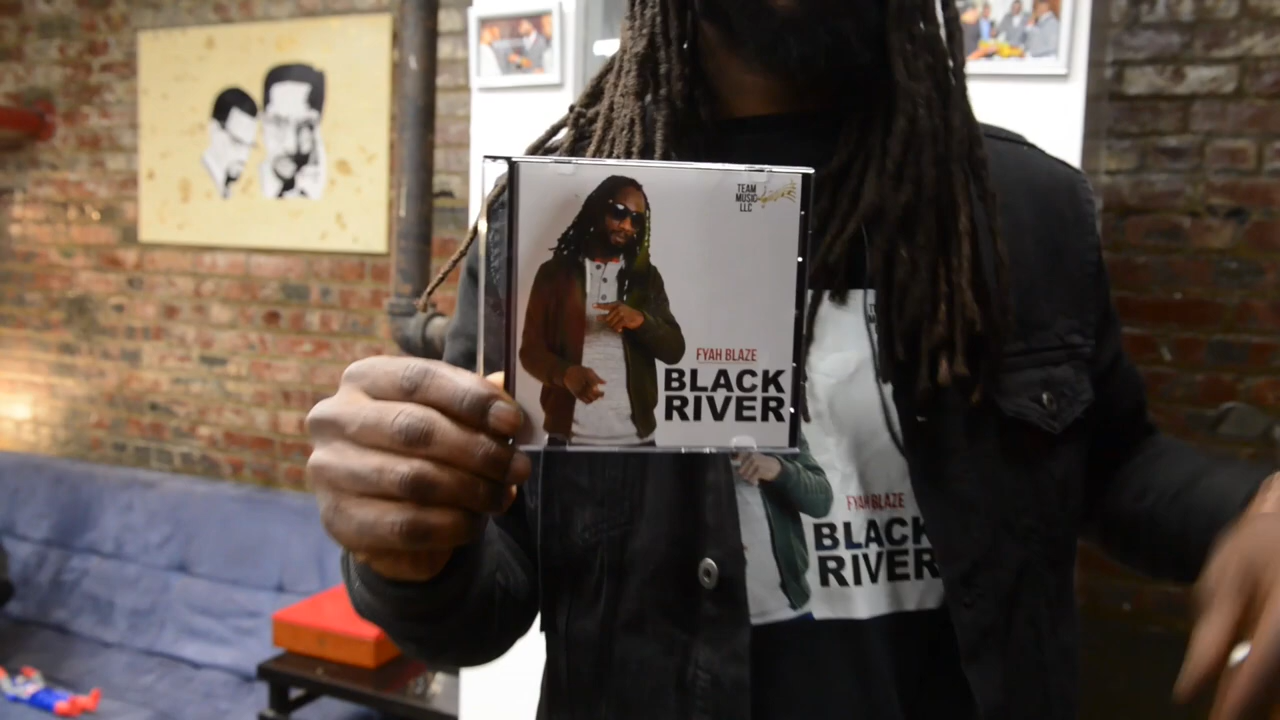 TEAM
MUSIC
LLC
FYAH BLAZE
BLACK
RIVER
FYAH BLAZE
BLACK
RIVER